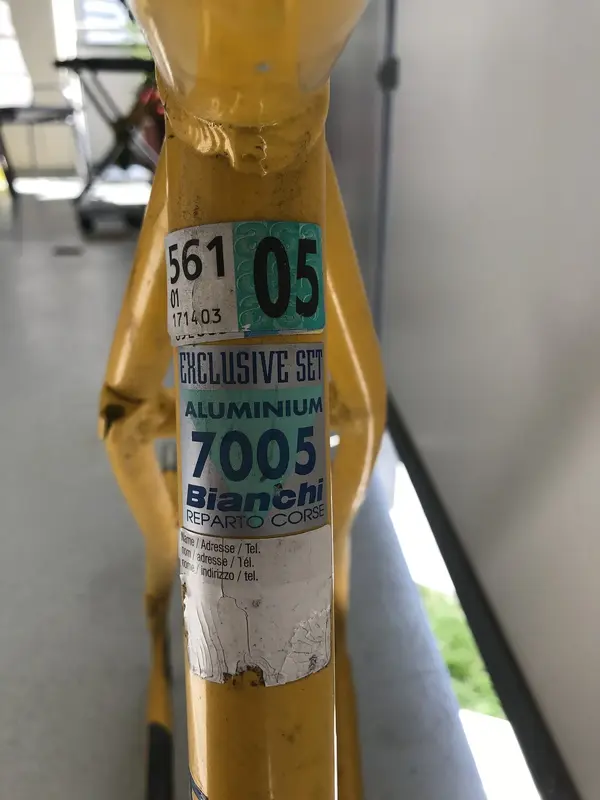 561 05
01
171403
EXCLUSIVE SET
ALUMINIUM
7005
Bianchi
REPARTO CORSE
Name / Adresse / Tel.
nom / adresse / Tél.
nome / indirizzo / tel.